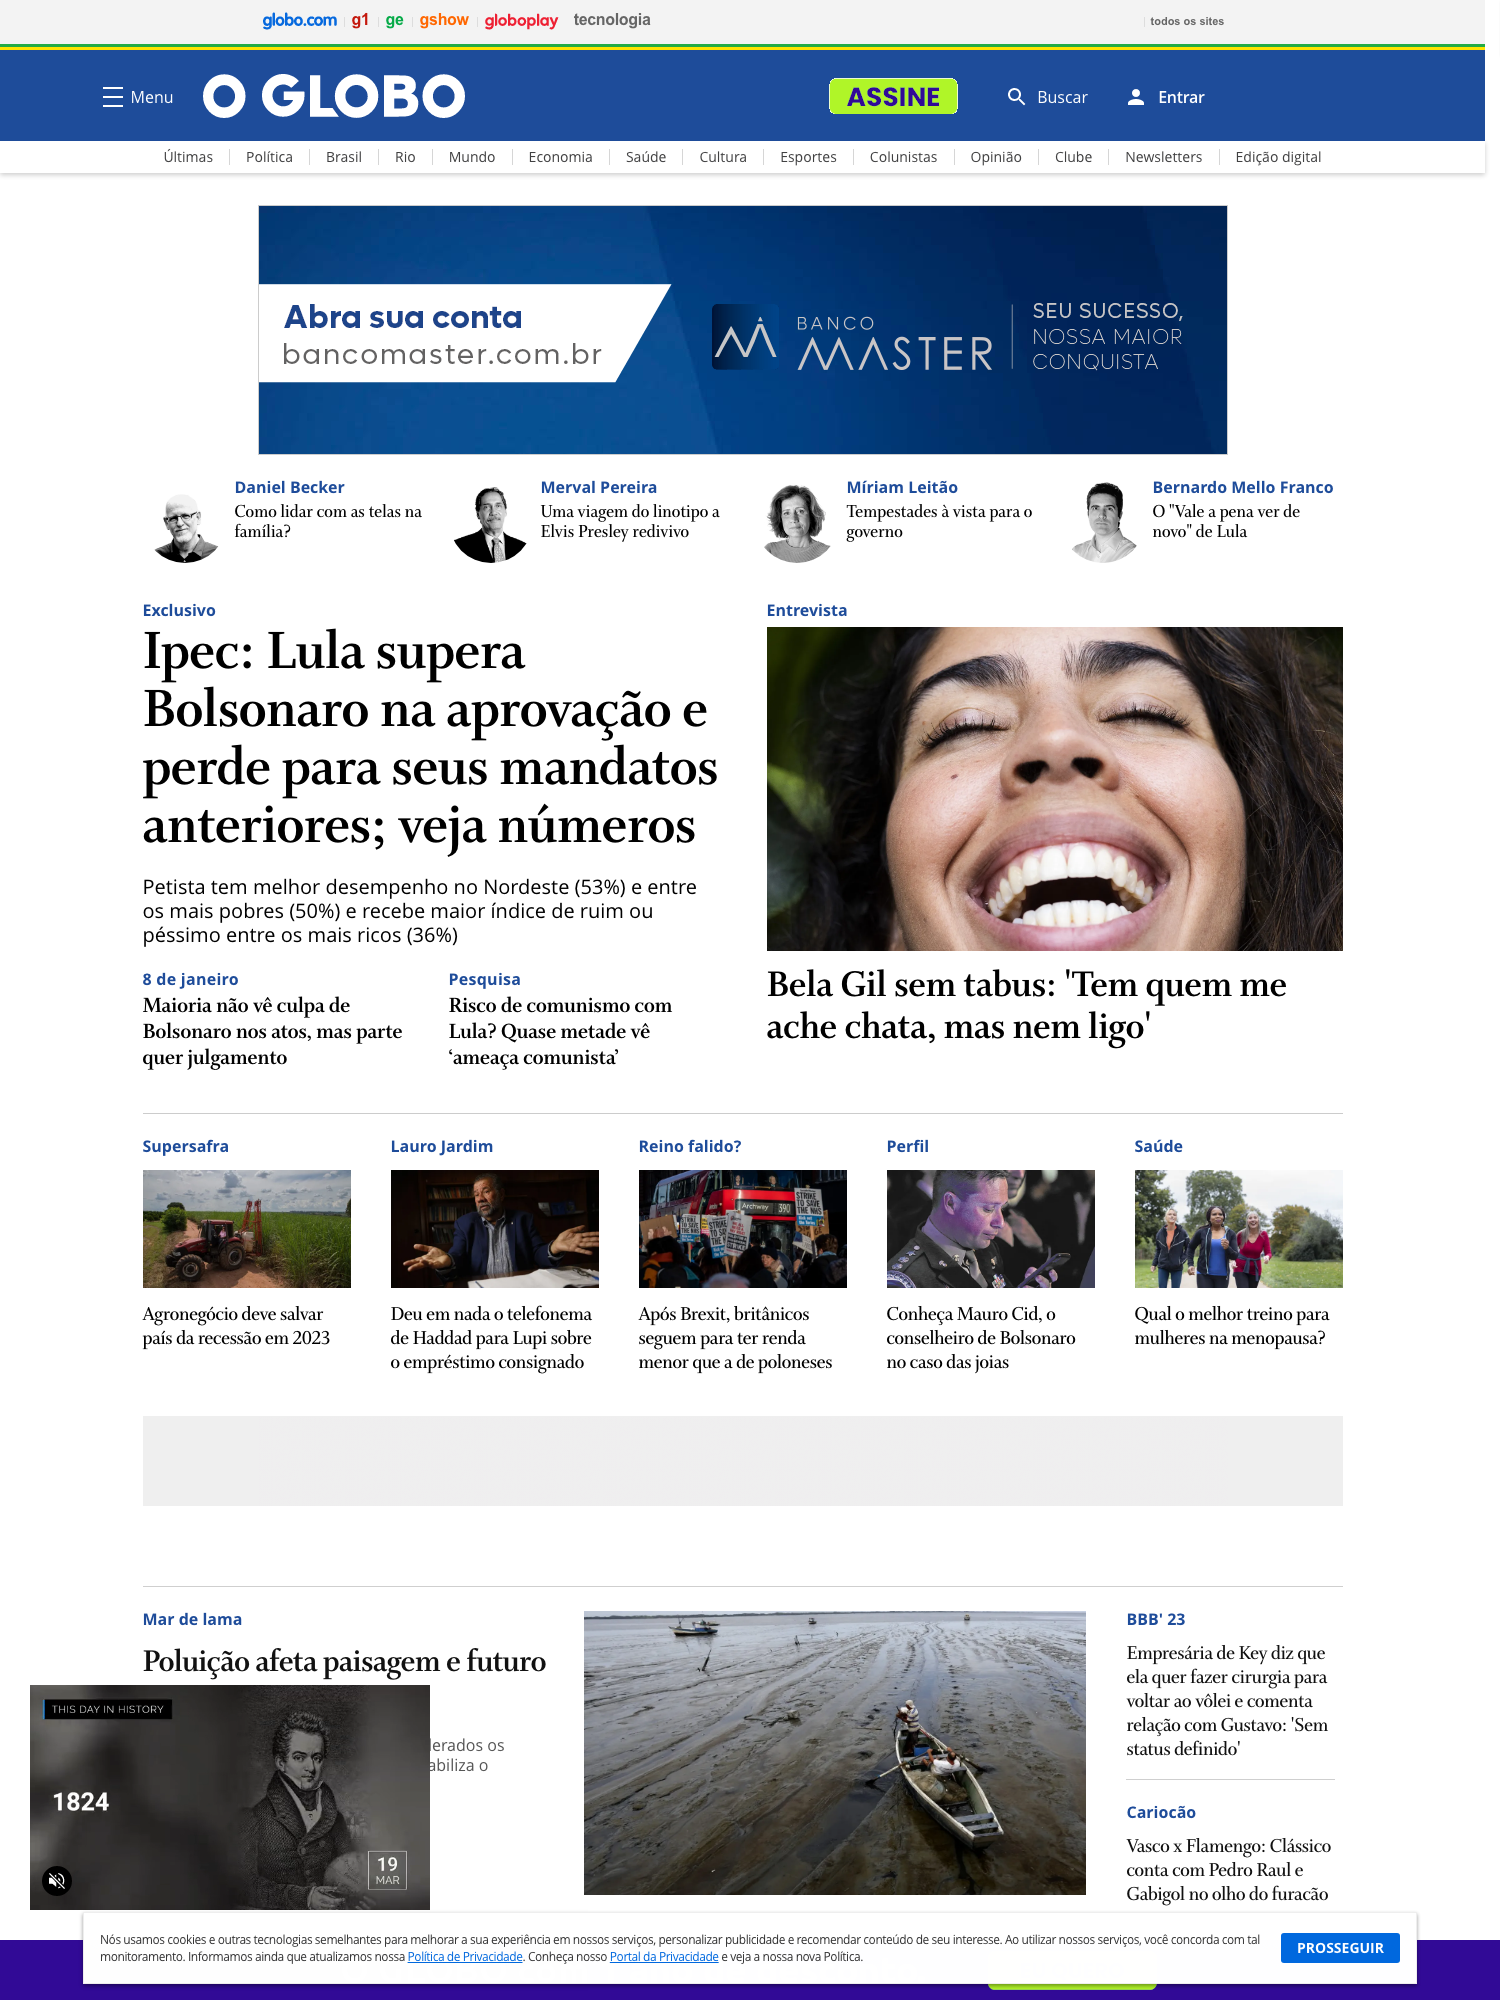 globo.com g1 ge gshow globoplay tecnologia todos os sites
Menu O GLOBO ASSINE Buscar Entrar
Últimas Política Brasil Rio Mundo Economia Saúde Cultura Esportes Colunistas Opinião Clube Newsletters Edição digital
Abra sua conta
bancomaster.com.br
BANCO
MASTER
SEU SUCESSO,
NOSSA MAIOR
CONQUISTA
Daniel Becker
Como lidar com as telas na
família?
Merval Pereira
Uma viagem do linotipo a
Elvis Presley redivivo
Míriam Leitão
Tempestades à vista para o
governo
Bernardo Mello Franco
O "Vale a pena ver de
novo" de Lula
Exclusivo
Ipec: Lula supera
Bolsonaro na aprovação e
perde para seus mandatos
anteriores; veja números
Petista tem melhor desempenho no Nordeste (53%) e entre
os mais pobres (50%) e recebe maior índice de ruim ou
péssimo entre os mais ricos (36%)
8 de janeiro
Maioria não vê culpa de
Bolsonaro nos atos, mas parte
quer julgamento
Pesquisa
Risco de comunismo com
Lula? Quase metade vê
‘ameaça comunista’
Entrevista
Bela Gil sem tabus: 'Tem quem me
ache chata, mas nem ligo'
Supersafra
Agronegócio deve salvar
país da recessão em 2023
Lauro Jardim
Deu em nada o telefonema
de Haddad para Lupi sobre
o empréstimo consignado
Reino falido?
Archway 390
STRIKE
TO SAVE
THE NHS
Após Brexit, britânicos
seguem para ter renda
menor que a de poloneses
Perfil
Conheça Mauro Cid, o
conselheiro de Bolsonaro
no caso das joias
Saúde
Qual o melhor treino para
mulheres na menopausa?
Mar de lama
Poluição afeta paisagem e futuro
lerados os
abiliza o
THIS DAY IN HISTORY
1824
19
MAR
BBB' 23
Empresária de Key diz que
ela quer fazer cirurgia para
voltar ao vôlei e comenta
relação com Gustavo: 'Sem
status definido'
Cariocão
Vasco x Flamengo: Clássico
conta com Pedro Raul e
Gabigol no olho do furacão
Nós usamos cookies e outras tecnologias semelhantes para melhorar a sua experiência em nossos serviços, personalizar publicidade e recomendar conteúdo de seu interesse. Ao utilizar nossos serviços, você concorda com tal
monitoramento. Informamos ainda que atualizamos nossa Política de Privacidade. Conheça nosso Portal da Privacidade e veja a nossa nova Política.
PROSSEGUIR